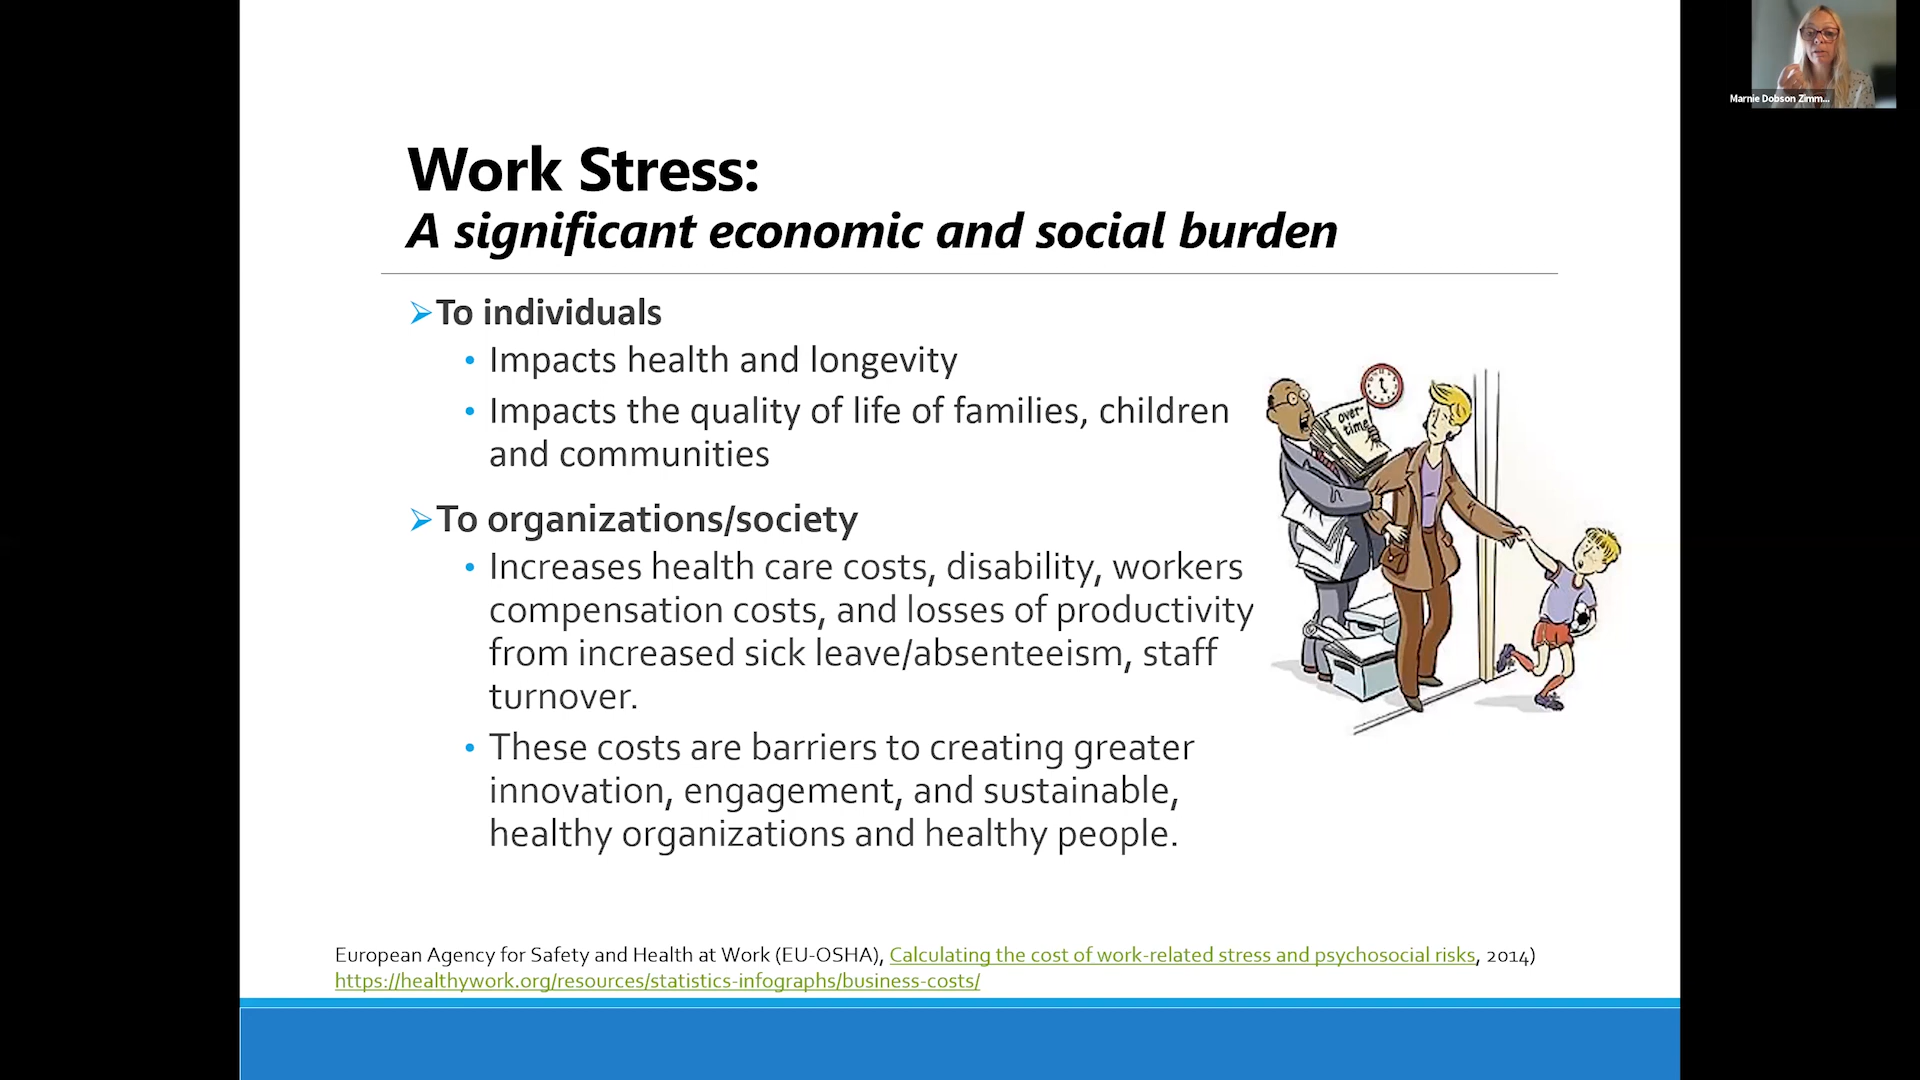 Marnie Dobson Zimm...
Work Stress:
A significant economic and social burden
To individuals
Impacts health and longevity
Impacts the quality of life of families, children
and communities
To organizations/society
Increases health care costs, disability, workers
compensation costs, and losses of productivity
from increased sick leave/absenteeism, staff
turnover.
These costs are barriers to creating greater
innovation, engagement, and sustainable,
healthy organizations and healthy people.
over-
time
European Agency for Safety and Health at Work (EU-OSHA), Calculating the cost of work-related stress and psychosocial risks, 2014)
https://healthywork.org/resources/statistics-infographs/business-costs/